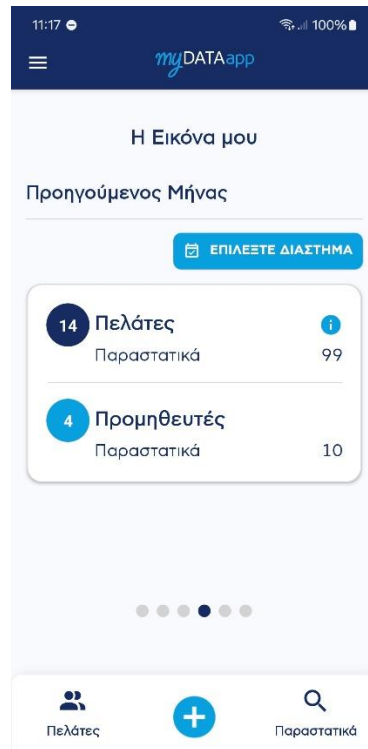 11:17 100%
myDATAapp
Η Εικόνα μου
Προηγούμενος Μήνας
ΕΠΙΛΕΞΤΕ ΔΙΑΣΤΗΜΑ
14 Πελάτες i
Παραστατικά 99
4 Προμηθευτές
Παραστατικά 10
Πελάτες + Παραστατικά